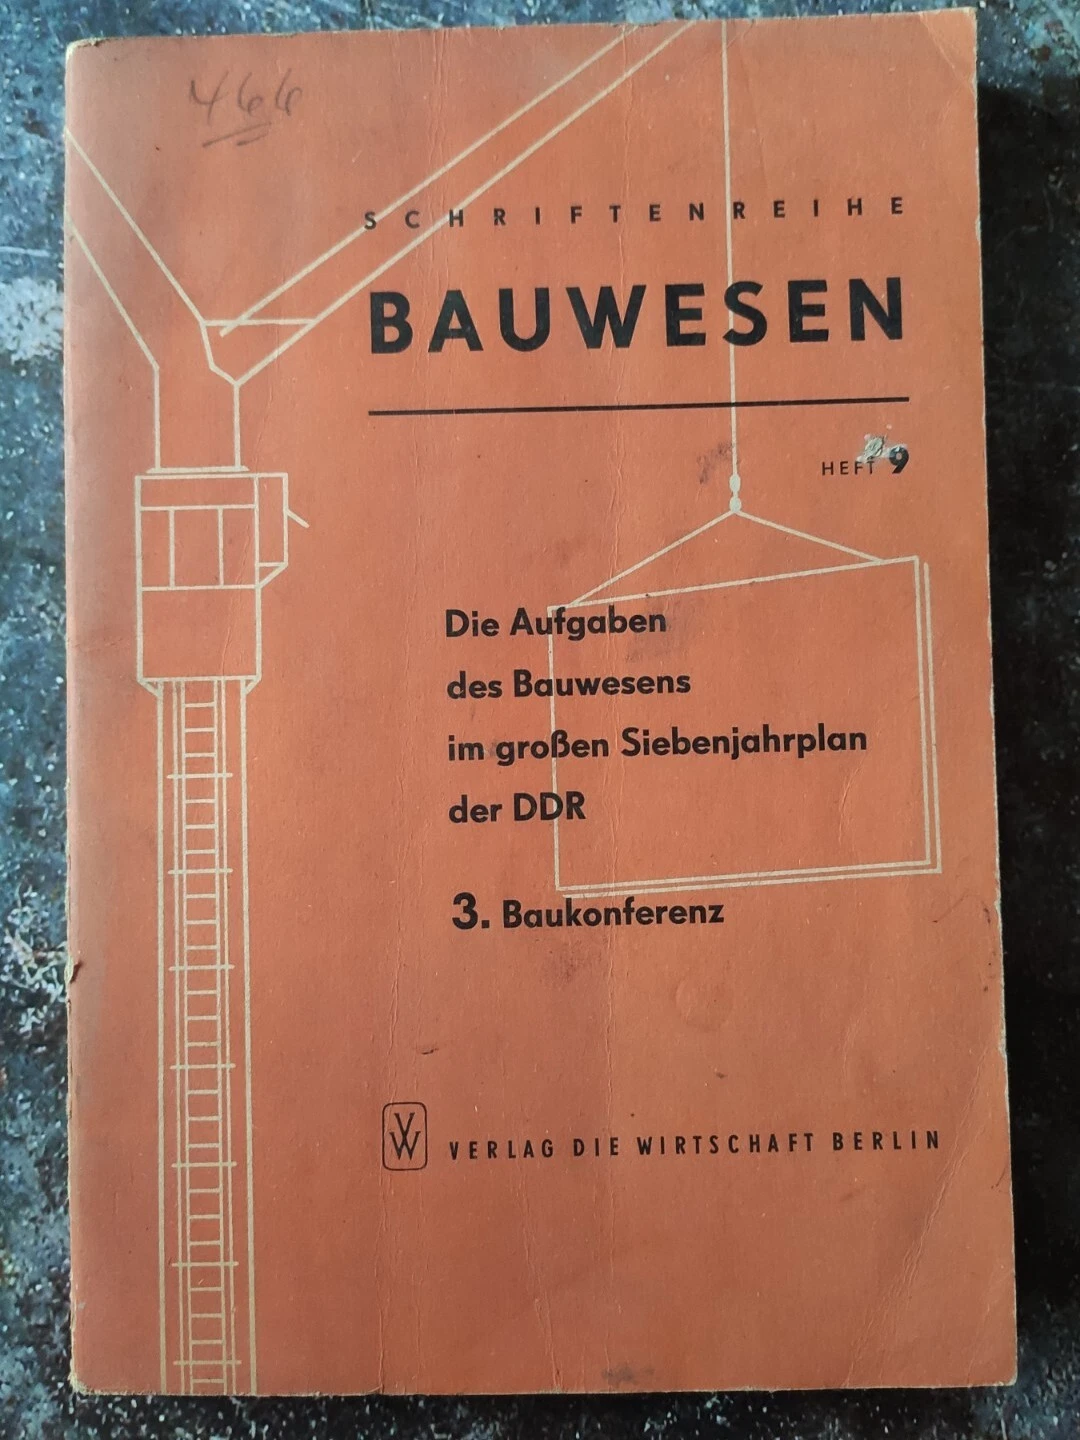 466
SCHRIFTENREIHE
BAUWESEN
HEFT 9
Die Aufgaben
des Bauwesens
im großen Siebenjahrplan
der DDR
3. Baukonferenz
VW VERLAG DIE WIRTSCHAFT BERLIN